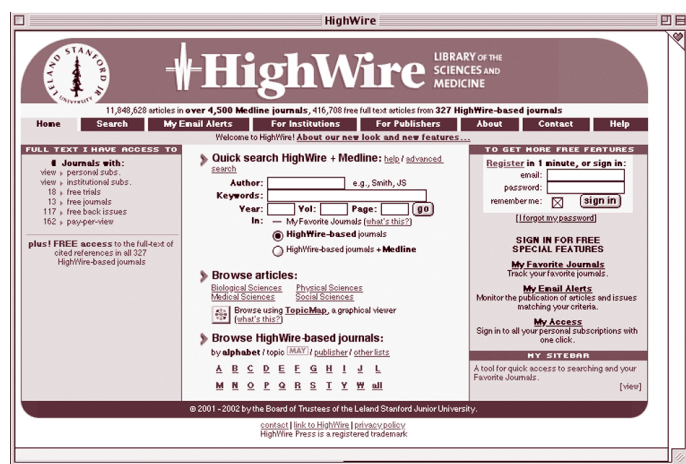 HighWire
LELAND STANFORD JR UNIVERSITY
HighWire
LIBRARY OF THE
SCIENCES AND
MEDICINE
11,848,628 articles in over 4,500 Medline journals, 416,708 free full text articles from 327 HighWire-based journals
Home Search My Email Alerts For Institutions For Publishers About Contact Help
Welcome to HighWire! About our new look and new features...
FULL TEXT I HAVE ACCESS TO
Journals with:
view personal subs.
view institutional subs.
18 free trials
13 free journals
117 free back issues
162 pay-per-view
plus! FREE access to the full-text of
cited references in all 327
HighWire-based journals
Quick search HighWire + Medline: help / advanced
search
Author: e.g., Smith, JS
Keywords:
Year: Vol: Page: go
In: — My Favorite Journals (what's this?)
HighWire-based journals
HighWire-based journals + Medline
Browse articles:
Biological Sciences Physical Sciences
Medical Sciences Social Sciences
Browse using TopicMap, a graphical viewer
(what's this?)
Browse HighWire-based journals:
by alphabet / topic MAY / publisher / other lists
A B C D E F G H I J L
M N O P Q R S T V W all
TO GET MORE FREE FEATURES
Register in 1 minute, or sign in:
email:
password:
remember me: sign in
[I forgot my password]
SIGN IN FOR FREE
SPECIAL FEATURES
My Favorite Journals
Track your favorite journals.
My Email Alerts
Monitor the publication of articles and issues
matching your criteria.
My Access
Sign in to all your personal subscriptions with
one click.
MY SITEBAR
A tool for quick access to searching and your
Favorite Journals.
[view]
© 2001-2002 by the Board of Trustees of the Leland Stanford Junior University.
contact | link to HighWire | privacy policy
HighWire Press is a registered trademark